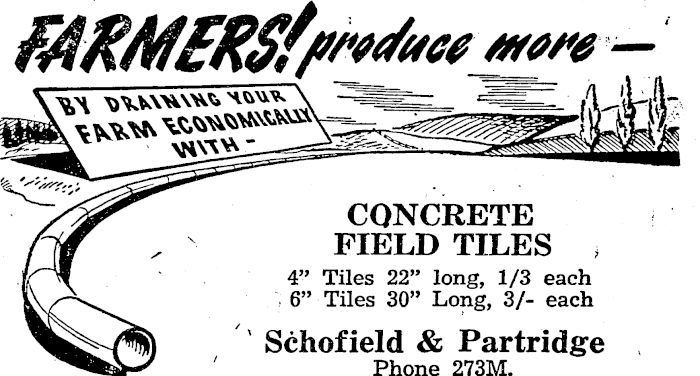 FARMERS! produce more —
BY DRAINING YOUR
FARM ECONOMICALLY
WITH –
CONCRETE
FIELD TILES
4” Tiles 22” long, 1/3 each
6” Tiles 30” Long, 3/- each
Schofield & Partridge
Phone 273M.